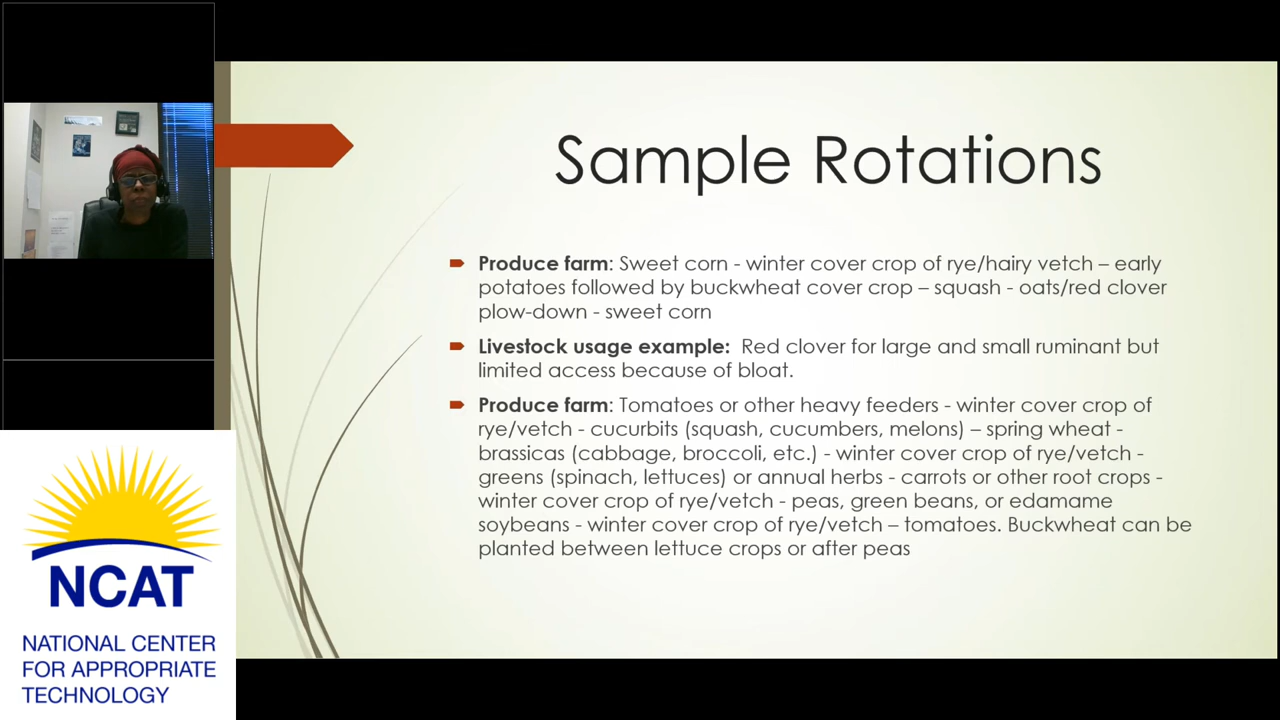 Sample Rotations
Produce farm: Sweet corn - winter cover crop of rye/hairy vetch – early
potatoes followed by buckwheat cover crop – squash - oats/red clover
plow-down - sweet corn
Livestock usage example:  Red clover for large and small ruminant but
limited access because of bloat.
Produce farm: Tomatoes or other heavy feeders - winter cover crop of
rye/vetch - cucurbits (squash, cucumbers, melons) – spring wheat -
brassicas (cabbage, broccoli, etc.) - winter cover crop of rye/vetch -
greens (spinach, lettuces) or annual herbs - carrots or other root crops -
winter cover crop of rye/vetch - peas, green beans, or edamame
soybeans - winter cover crop of rye/vetch – tomatoes. Buckwheat can be
planted between lettuce crops or after peas
NCAT
NATIONAL CENTER
FOR APPROPRIATE
TECHNOLOGY